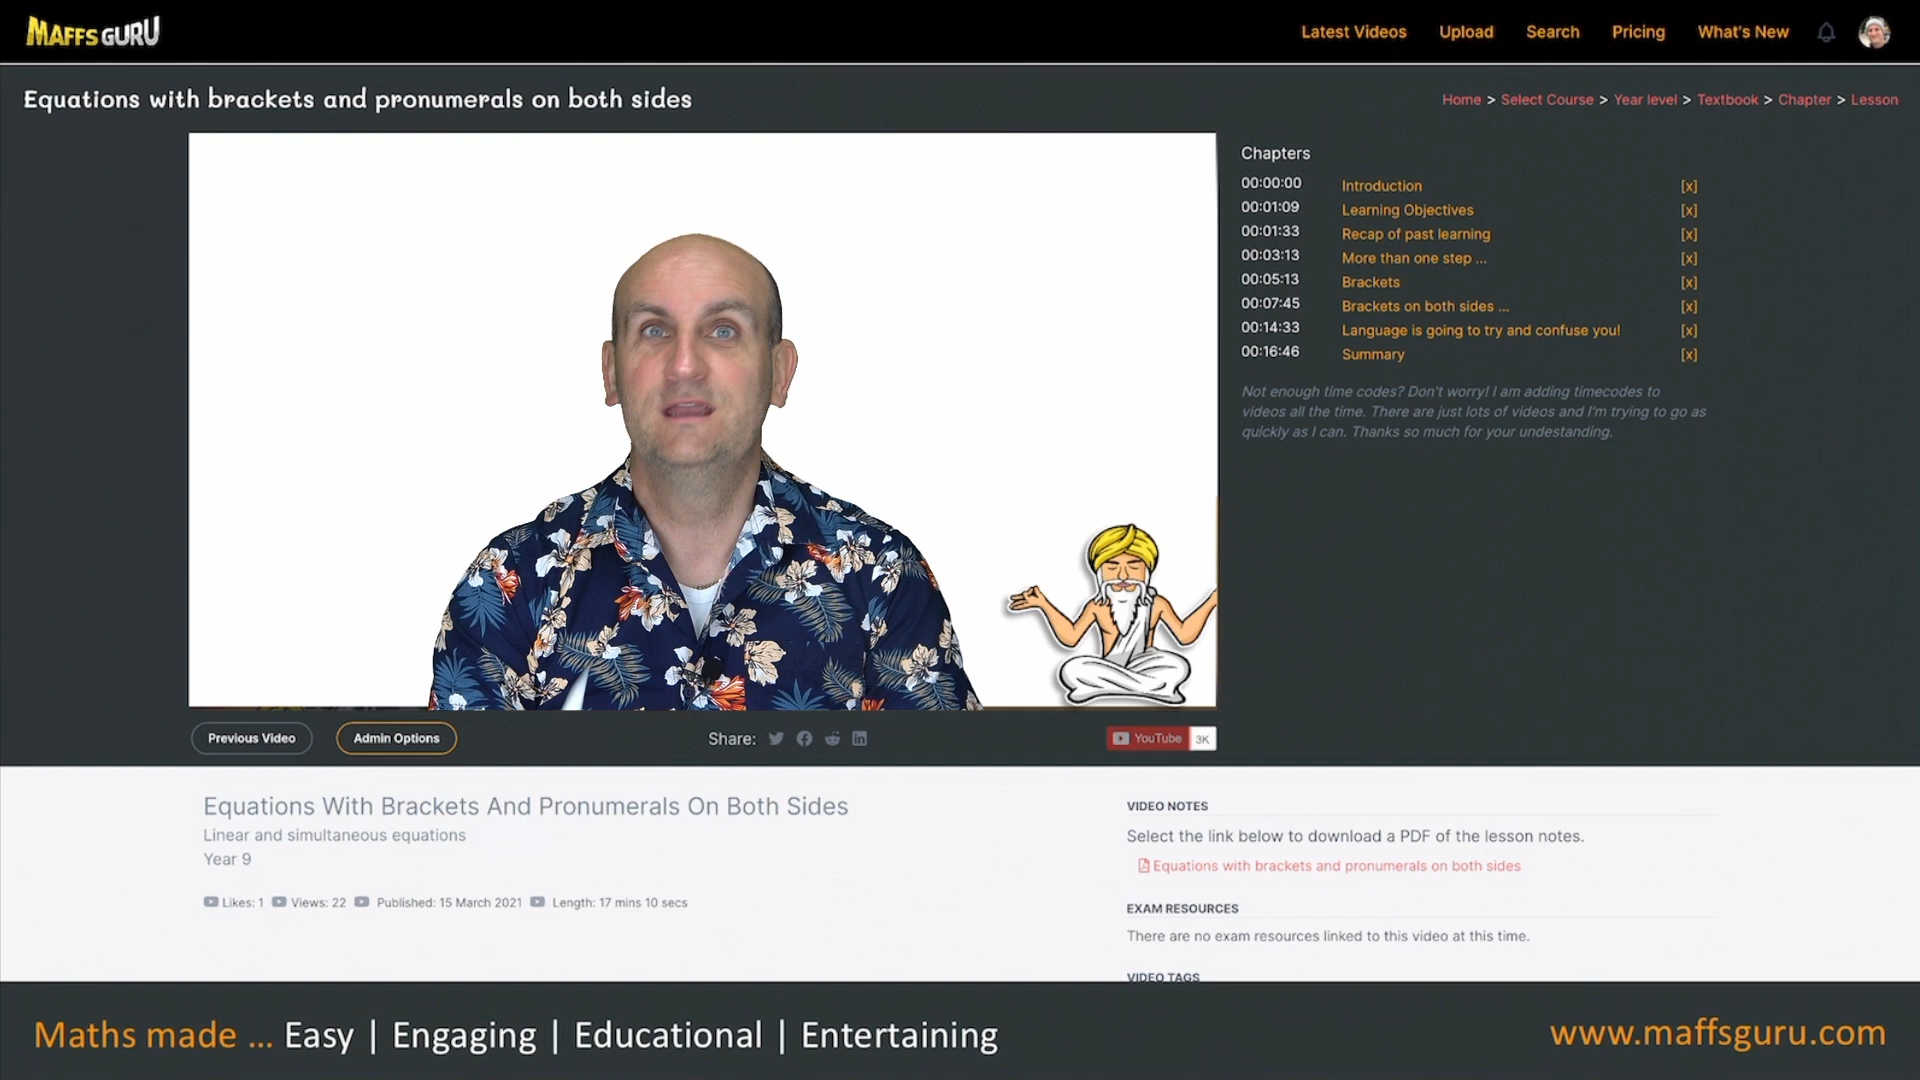 MAFFS GURU
Latest Videos
Upload
Search
Pricing
What's New
Equations with brackets and pronumerals on both sides
Home > Select Course > Year level > Textbook > Chapter > Lesson
Chapters
00:00:00 Introduction [x]
00:01:09 Learning Objectives [x]
00:01:33 Recap of past learning [x]
00:03:13 More than one step ... [x]
00:05:13 Brackets [x]
00:07:45 Brackets on both sides ... [x]
00:14:33 Language is going to try and confuse you! [x]
00:16:46 Summary [x]
Not enough time codes? Don't worry! I am adding timecodes to
videos all the time. There are just lots of videos and I'm trying to go as
quickly as I can. Thanks so much for your undestanding.
Previous Video
Admin Options
Share:
YouTube 3K
Equations With Brackets And Pronumerals On Both Sides
Linear and simultaneous equations
Year 9
Likes: 1 Views: 22 Published: 15 March 2021 Length: 17 mins 10 secs
VIDEO NOTES
Select the link below to download a PDF of the lesson notes.
Equations with brackets and pronumerals on both sides
EXAM RESOURCES
There are no exam resources linked to this video at this time.
VIDEO TAGS
Maths made ... Easy | Engaging | Educational | Entertaining
www.maffsguru.com